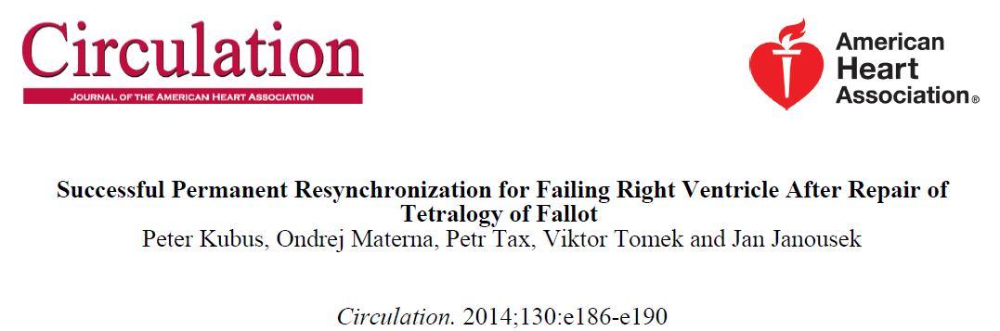 Circulation
JOURNAL OF THE AMERICAN HEART ASSOCIATION
American
Heart
Association®
Successful Permanent Resynchronization for Failing Right Ventricle After Repair of
Tetralogy of Fallot
Peter Kubus, Ondrej Materna, Petr Tax, Viktor Tomek and Jan Janousek
Circulation. 2014;130:e186-e190